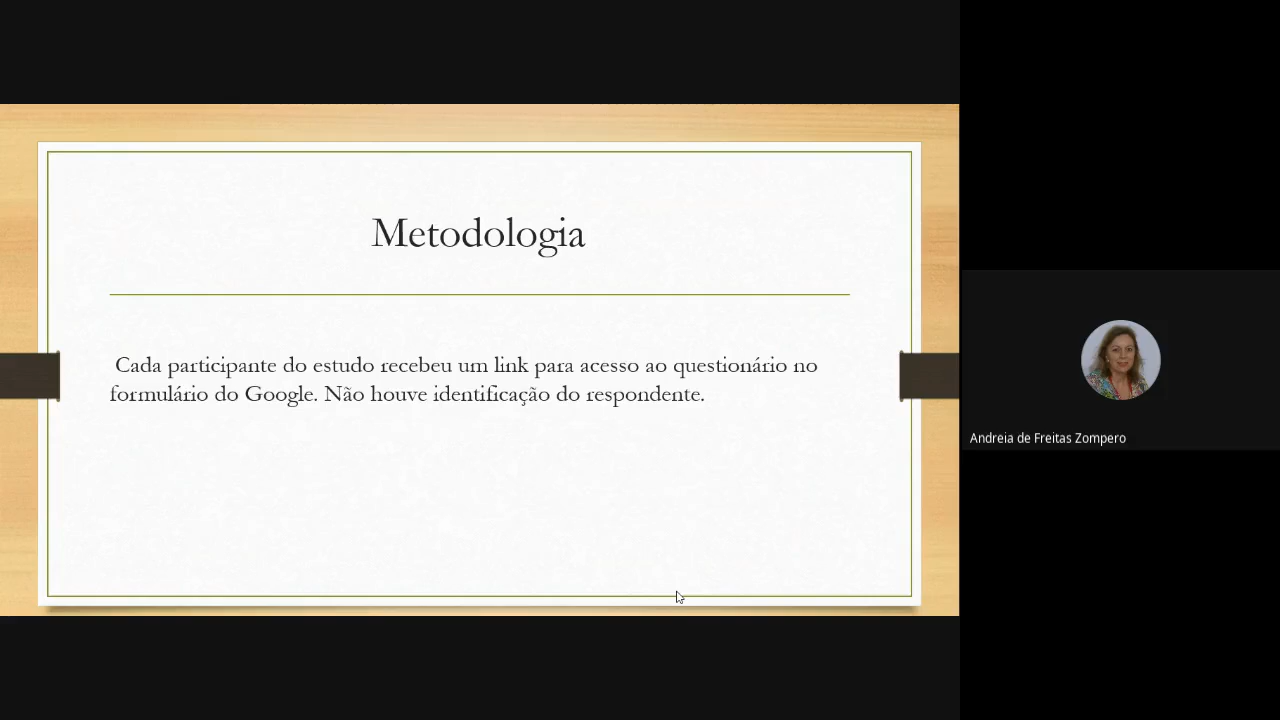 Metodologia
Cada participante do estudo recebeu um link para acesso ao questionário no
formulário do Google. Não houve identificação do respondente.
Andreia de Freitas Zompero